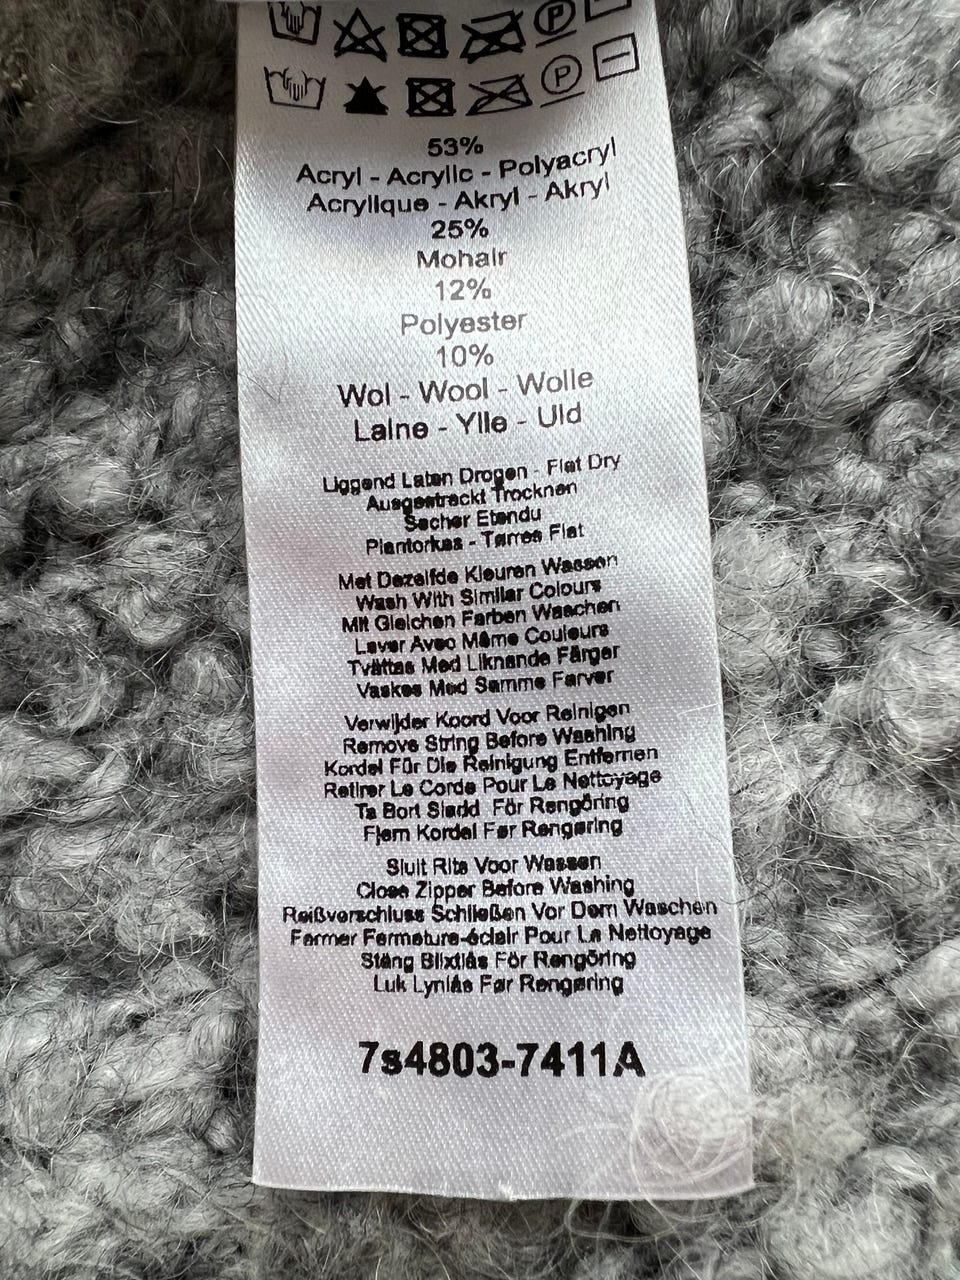 53%
Acryl - Acrylic - Polyacryl
Acryllque - Akryl - Akryl
25%
Mohair
12%
Polyester
10%
Wol - Wool - Wolle
Laine - Ylle - Uld
Liggend Laten Drogen - Flat Dry
Ausgestreckt Trocknen
Secher Etendu
Plantorkas - Tørres Flat
Met Dezelfde Kleuren Wassen
Wash With Similar Colours
Mit Gleichen Farben Waschen
Laver Avec Même Couleurs
Tvättas Med Liknande Färger
Vaskes Med Samme Farver
Verwijder Koord Voor Reinigen
Remove String Before Washing
Kordel Für Die Reinigung Entfernen
Retirer Le Corde Pour Le Nettoyage
Ta Bort Sladd För Rengöring
Fjern Kordel Før Rengøring
Sluit Rits Voor Wassen
Close Zipper Before Washing
Reißverschluss Schließen Vor Dem Waschen
Fermer Fermeture-éclair Pour La Nettoyage
Stäng Blixtlås För Rengöring
Luk Lynlås Før Rengøring
7s4803-7411A